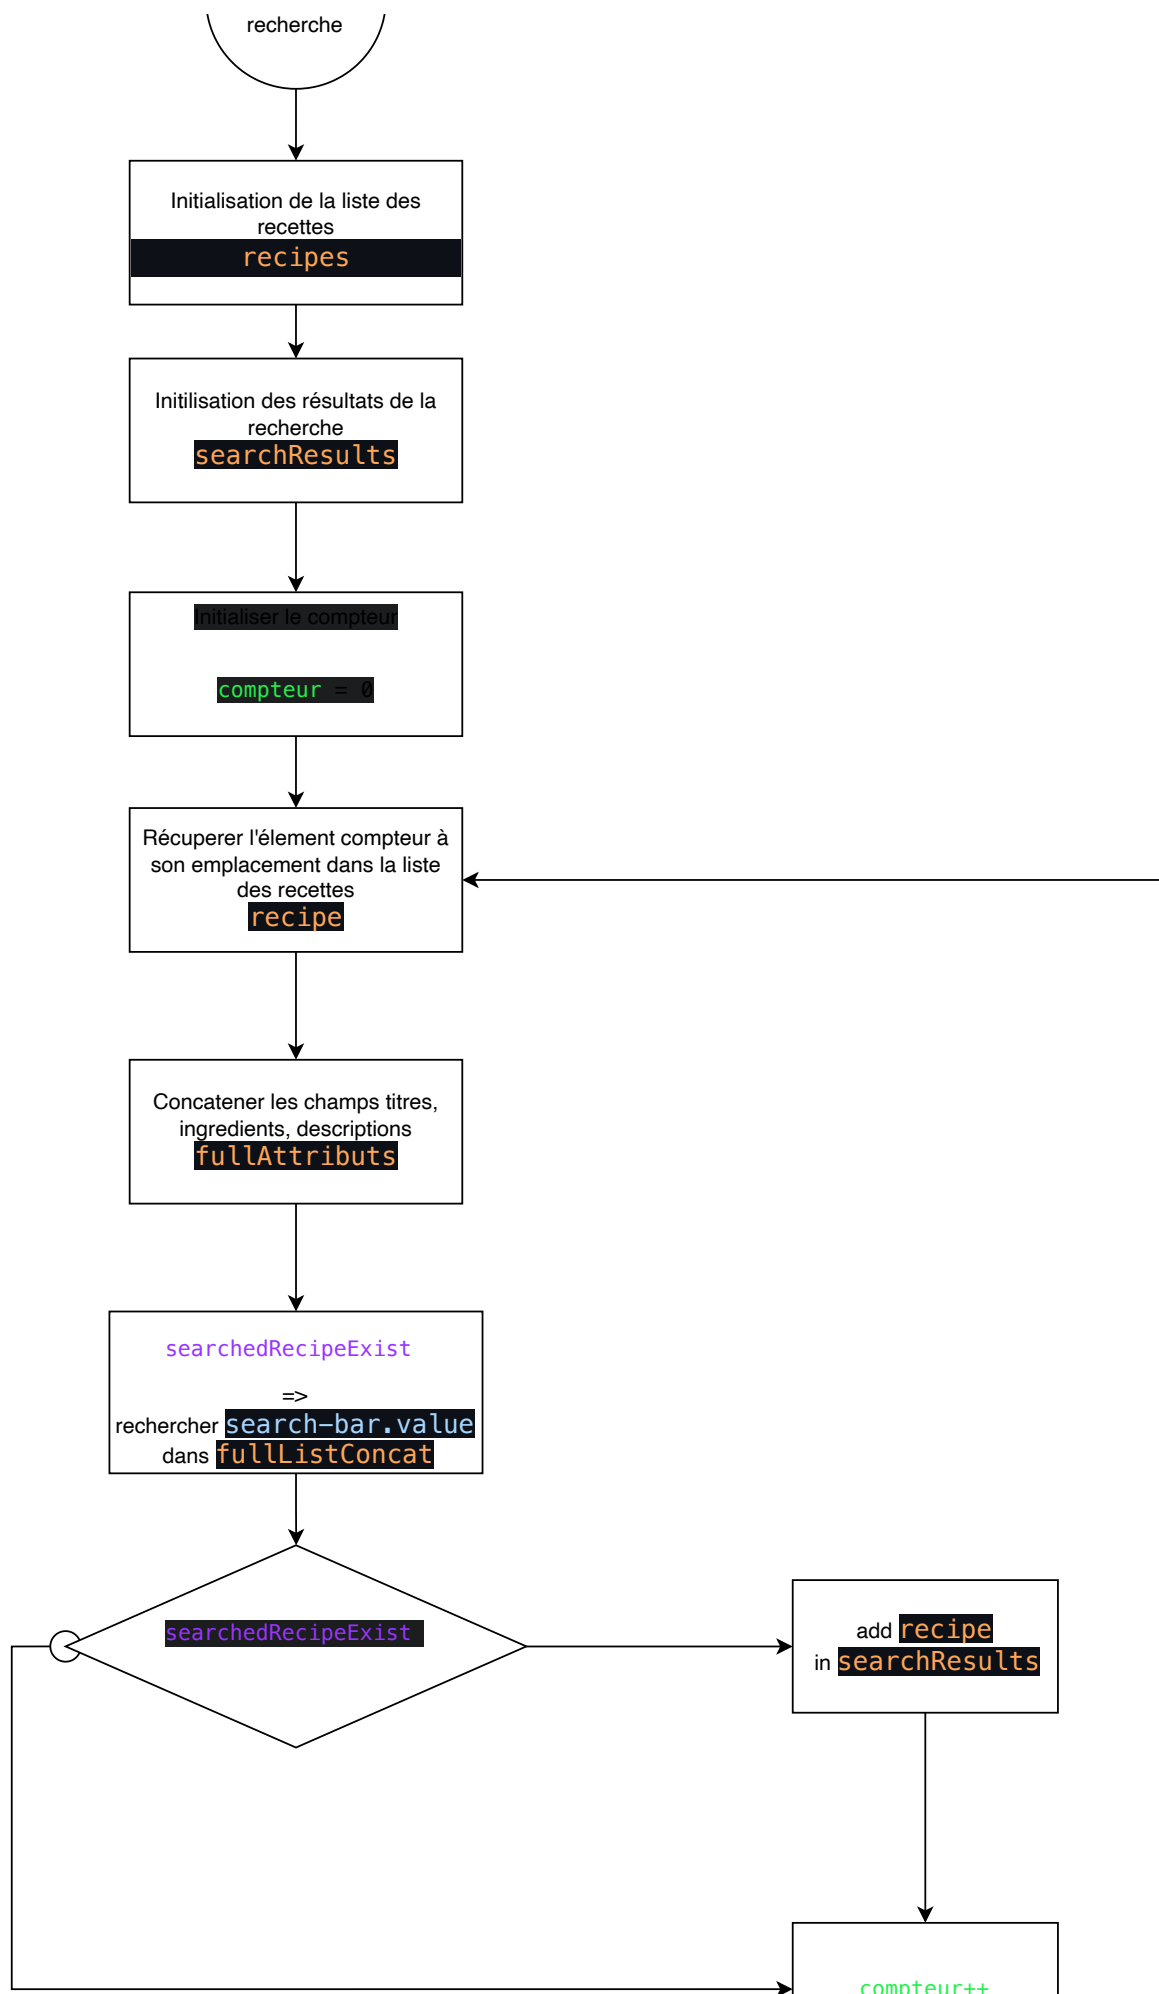 recherche
Initialisation de la liste des
recettes
recipes
Initilisation des résultats de la
recherche
searchResults
Initialiser le compteur
compteur = 0
Récuperer l'élement compteur à
son emplacement dans la liste
des recettes
recipe
Concatener les champs titres,
ingredients, descriptions
fullAttributs
searchedRecipeExist
=>
rechercher search-bar.value
dans fullListConcat
searchedRecipeExist
add recipe
in searchResults
compteur++